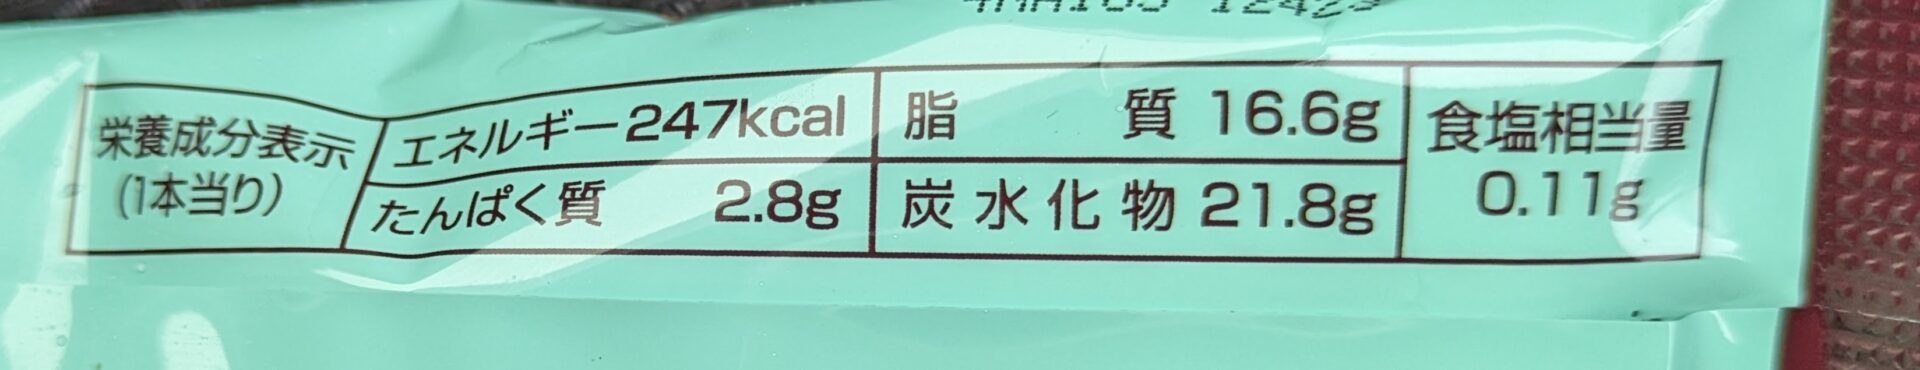 栄養成分表示
(1本当り)
エネルギー247kcal
たんぱく質 2.8g
脂質 16.6g
炭水化物 21.8g
食塩相当量
0.11g